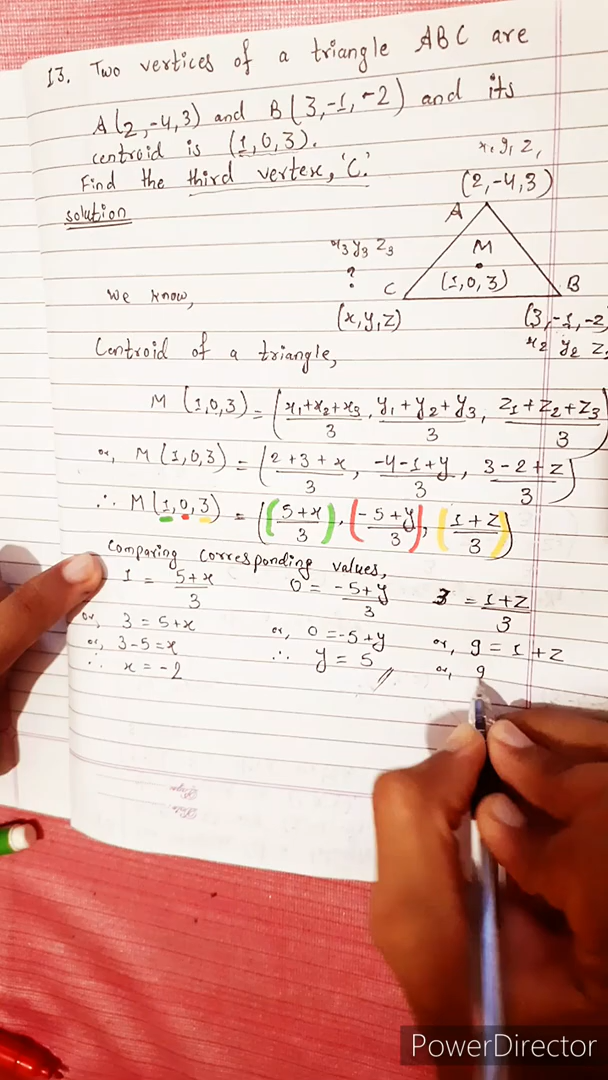 13. Two vertices of a triangle ABC are
A(2,-4,3) and B(3,-1,-2) and its
centroid is (1,0,3).
Find the third vertex, 'C'.
solution
x, y, z,
(2,-4,3)
A
M
(1,0,3)
x3 y3 z3
?
C
B
(x,y,z)
(3,-1,-2)
x2 y2 z
We know,
Centroid of a triangle,
M (1,0,3) = (x1+x2+x3/3, y1+y2+y3/3, z1+z2+z3/3)
or, M (1,0,3) = (2+3+x/3, -4-1+y/3, 3-2+z/3)
∴ M(1,0,3) = ((5+x/3), (-5+y/3), (1+z/3))
Comparing corresponding values,
1 = 5+x/3 0 = -5+y/3 3 = 1+z/3
or, 3 = 5+x or, 0 = -5+y or, 9 = 1+z
or, 3-5=x ∴ y = 5 // or, 9
∴ x = -2
PowerDirector